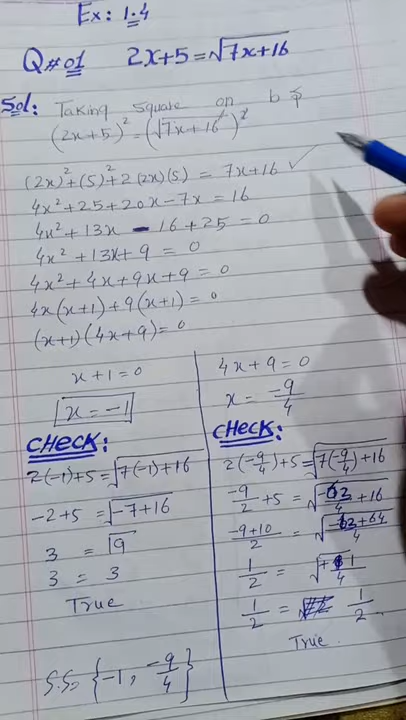 Ex: 1.4
Q#01 2x+5=√7x+16
Sol: Taking square on b
(2x+5)² = (√7x+16)²
(2x)²+(5)²+2(2x)(5) = 7x+16 ✓
4x²+25+20x-7x = 16
4x²+13x-16+25=0
4x²+13x+9=0
4x²+4x+9x+9=0
4x(x+1)+9(x+1)=0
(x+1)(4x+9)=0
x+1=0
x=-1
CHECK:
2(-1)+5=√7(-1)+16
-2+5=√-7+16
3 = √9
3 = 3
True
4x+9=0
x=-9/4
CHECK:
2(-9/4)+5=√7(-9/4)+16
-9/2+5=√-63/4+16
-9+10/2=√-63+64/4
1/2=√+1/4
1/2 = 1/2
True
S.S= {-1, -9/4}